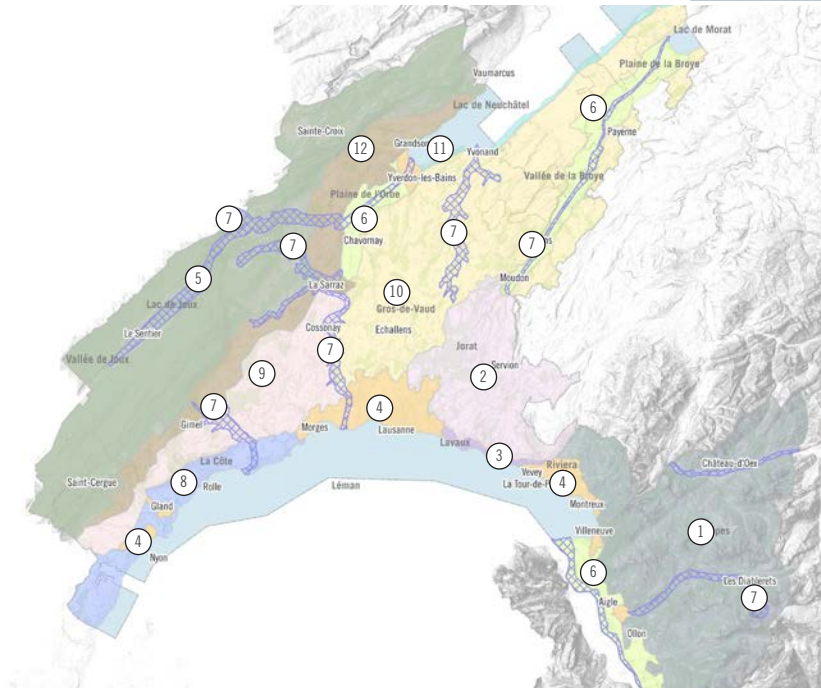 Lac de Morat
Plaine de la Broye
Vaumarcus
Lac de Neuchâtel
6
Sainte-Croix
12
Grandson
11
Yvonand
Payerne
Yverdon-les-Bains
Vallée de la Broye
Plaine de l'Orbe
7
6
7
7
7
Chavornay
5
Moudon
La Sarraz
10
Lac de Joux
Gros-de-Vaud
Le Sentier
Cossonay
Echallens
Jorat
7
Vallée de Joux
Servion
9
2
7
4
Gimel
Morges
Lausanne
Lavaux
3
La Côte
Riviera
Château-d'Oex
Vevey
Saint-Cergue
8
4
Rolle
Léman
La Tour-de-P
Gland
Montreux
1
4
Villeneuve
Nyon
6
Les Diablerets
7
Aigle
Ollon